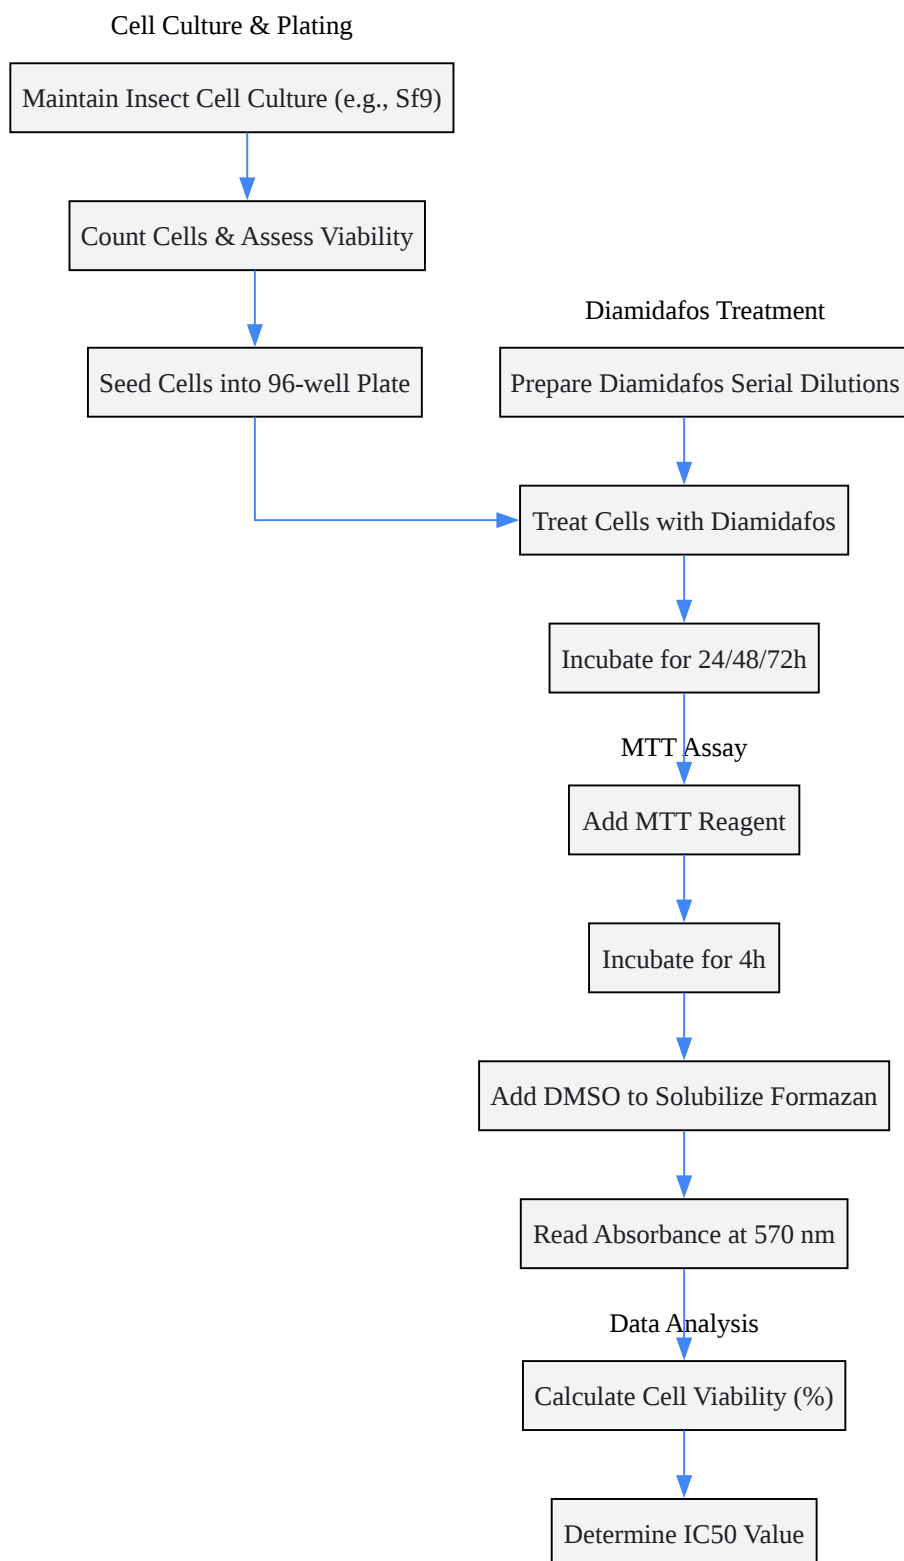 Cell Culture & Plating
Maintain Insect Cell Culture (e.g., Sf9)
Count Cells & Assess Viability
Seed Cells into 96-well Plate
Diamidafos Treatment
Prepare Diamidafos Serial Dilutions
Treat Cells with Diamidafos
Incubate for 24/48/72h
MTT Assay
Add MTT Reagent
Incubate for 4h
Add DMSO to Solubilize Formazan
Read Absorbance at 570 nm
Data Analysis
Calculate Cell Viability (%)
Determine IC50 Value